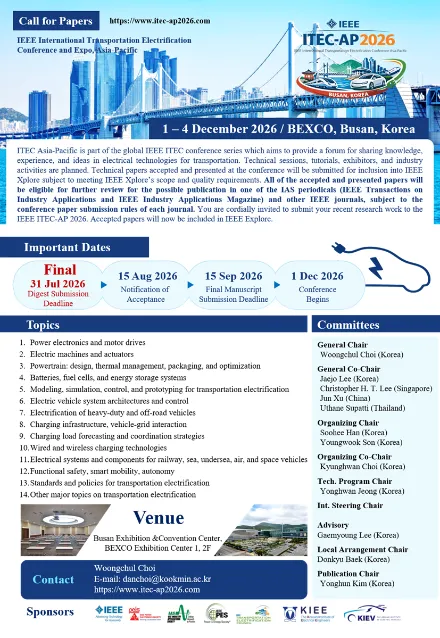 Call for Papers
https://www.itec-ap2026.com
IEEE International Transportation Electrification
Conference and Expo, Asia-Pacific
IEEE
ITEC-AP2026
IEEE International Transportation Electrification Conference Asia-Pacific
BUSAN, KOREA
1 – 4 December 2026 / BEXCO, Busan, Korea
ITEC Asia-Pacific is part of the global IEEE ITEC conference series which aims to provide a forum for sharing knowledge,
experience, and ideas in electrical technologies for transportation. Technical sessions, tutorials, exhibitors, and industry
activities are planned. Technical papers accepted and presented at the conference will be submitted for inclusion into IEEE
Xplore subject to meeting IEEE Xplore's scope and quality requirements. All of the accepted and presented papers will
be eligible for further review for the possible publication in one of the IAS periodicals (IEEE Transactions on
Industry Applications and IEEE Industry Applications Magazine) and other IEEE journals, subject to the
conference paper submission rules of each journal. You are cordially invited to submit your recent research work to the
IEEE ITEC-AP 2026. Accepted papers will now be included in IEEE Explore.
Important Dates
Final
31 Jul 2026
Digest Submission
Deadline
15 Aug 2026
Notification of
Acceptance
15 Sep 2026
Final Manuscript
Submission Deadline
1 Dec 2026
Conference
Begins
Topics
1. Power electronics and motor drives
2. Electric machines and actuators
3. Powertrain: design, thermal management, packaging, and optimization
4. Batteries, fuel cells, and energy storage systems
5. Modeling, simulation, control, and prototyping for transportation electrification
6. Electric vehicle system architectures and control
7. Electrification of heavy-duty and off-road vehicles
8. Charging infrastructure, vehicle-grid interaction
9. Charging load forecasting and coordination strategies
10. Wired and wireless charging technologies
11. Electrical systems and components for railway, sea, undersea, air, and space vehicles
12. Functional safety, smart mobility, autonomy
13. Standards and policies for transportation electrification
14. Other major topics on transportation electrification
Committees
General Chair
Woongchul Choi (Korea)
General Co-Chair
Jaejo Lee (Korea)
Christopher H. T. Lee (Singapore)
Jun Xu (China)
Uthane Supatti (Thailand)
Organizing Chair
Soohee Han (Korea)
Youngwook Son (Korea)
Organizing Co-Chair
Kyunghwan Choi (Korea)
Tech. Program Chair
Yonghwan Jeong (Korea)
Int. Steering Chair
Advisory
Gaemyoung Lee (Korea)
Local Arrangement Chair
Donkyu Baek (Korea)
Publication Chair
Yonghun Kim (Korea)
Venue
Busan Exhibition &Convention Center,
BEXCO Exhibition Center 1, 2F
Contact
Woongchul Choi
E-mail: danchoi@kookmin.ac.kr
https://www.itec-ap2026.com
Sponsors
IEEE
PES
KIEE
KIEV